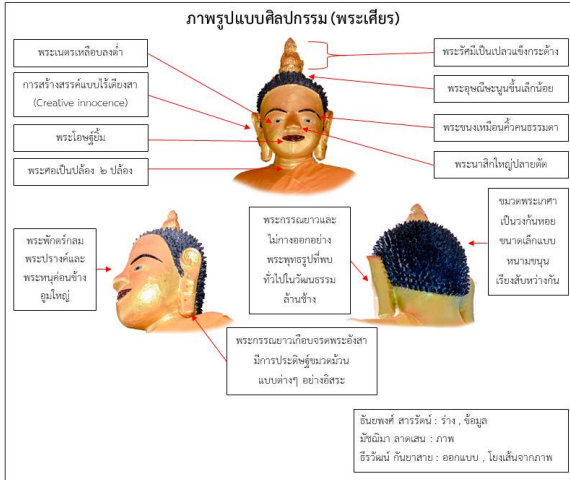 ภาพรูปแบบศิลปกรรม (พระเศียร)
พระเนตรเหลือบลงต่ำ
การสร้างสรรค์แบบไร้เดียงสา
(Creative innocence)
พระโอษฐ์ยิ้ม
พระศอเป็นปล้อง ๒ ปล้อง
พระรัศมีเป็นเปลวแข็งกระด้าง
พระอุษณีษะนูนขึ้นเล็กน้อย
พระขนงเหมือนคิ้วคนธรรมดา
พระนาสิกใหญ่ปลายตัด
พระพักตร์กลม
พระปรางค์และ
พระหนุค่อนข้าง
อูมใหญ่
พระกรรณยาวและ
ไม่กางออกอย่าง
พระพุทธรูปที่พบ
ทั่วไปในวัฒนธรรม
ล้านช้าง
ขมวดพระเกศา
เป็นวงก้นหอย
ขนาดเล็กแบบ
หนามขนุน
เรียงสับหว่างกัน
พระกรรณยาวเกือบจรดพระอังสา
มีการประดิษฐ์ขมวดม้วน
แบบต่างๆ อย่างอิสระ
ธันยพงศ์ สารรัตน์ : ร่าง , ข้อมูล
มัชฌิมา ลาดเสน : ภาพ
ธีรวัฒน์ กันยาสาย : ออกแบบ , โยงเส้นจากภาพ